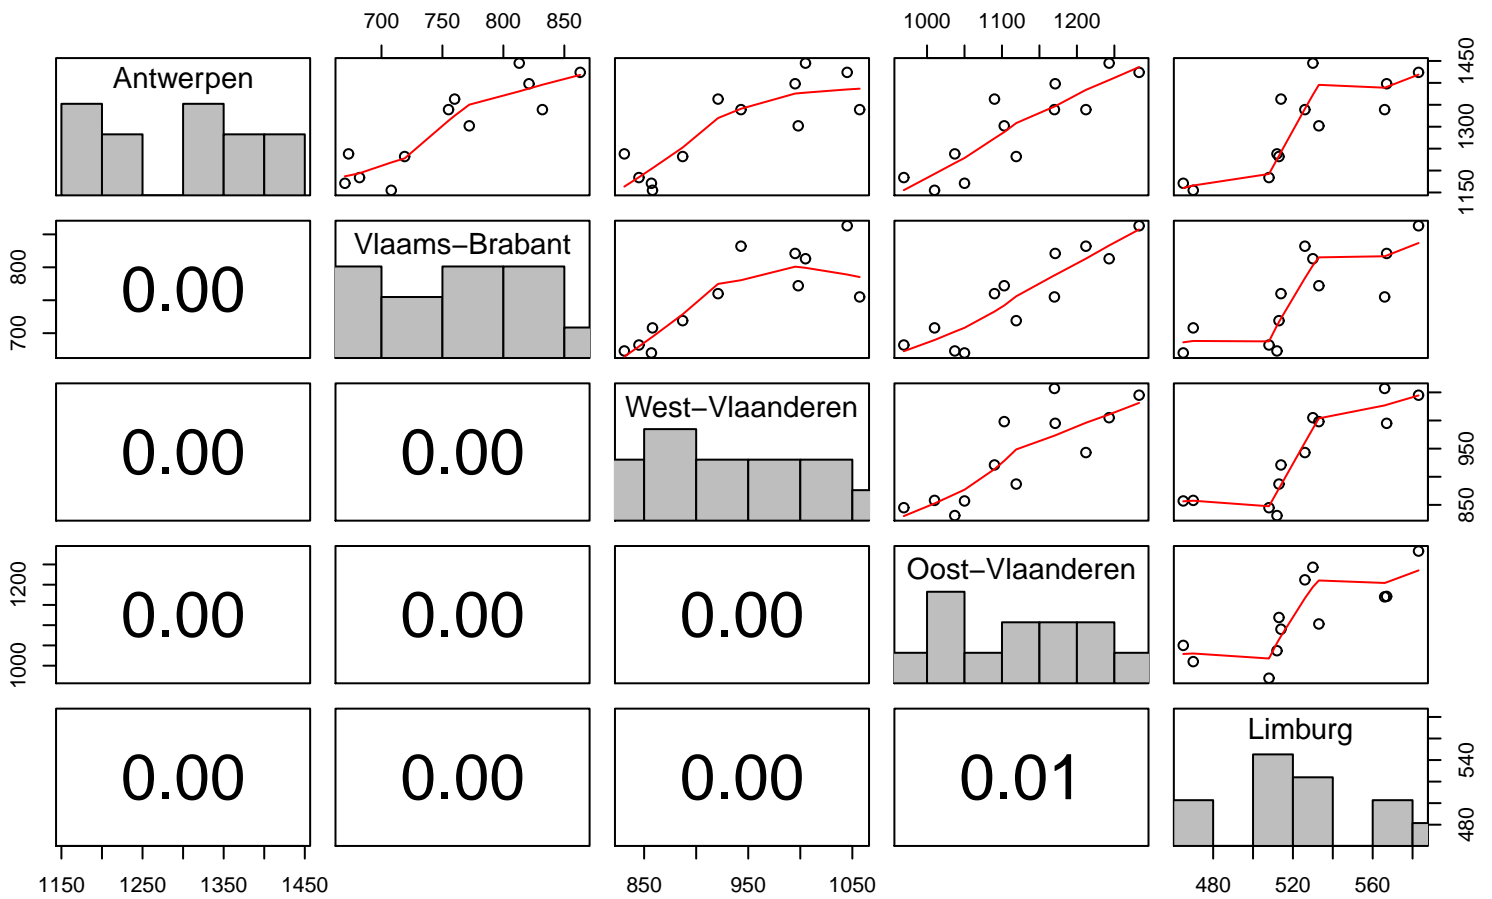 700 750 800 850 1000 1100 1200
Antwerpen
1150 1300 1450
Vlaams−Brabant
0.00
700 800
West−Vlaanderen
0.00 0.00
850 950
Oost−Vlaanderen
0.00 0.00 0.00
1000 1200
Limburg
0.00 0.00 0.00 0.01
480 540
1150 1250 1350 1450 850 950 1050 480 520 560